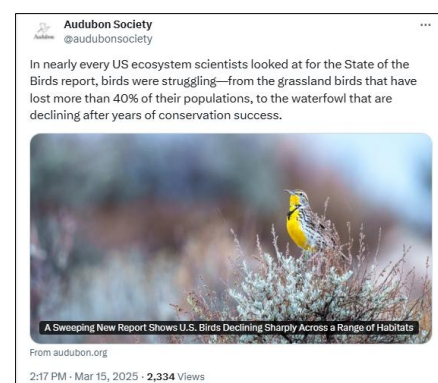 Audubon Society
@audubonsociety
In nearly every US ecosystem scientists looked at for the State of the
Birds report, birds were struggling—from the grassland birds that have
lost more than 40% of their populations, to the waterfowl that are
declining after years of conservation success.
A Sweeping New Report Shows U.S. Birds Declining Sharply Across a Range of Habitats
From audubon.org
2:17 PM · Mar 15, 2025 · 2,334 Views